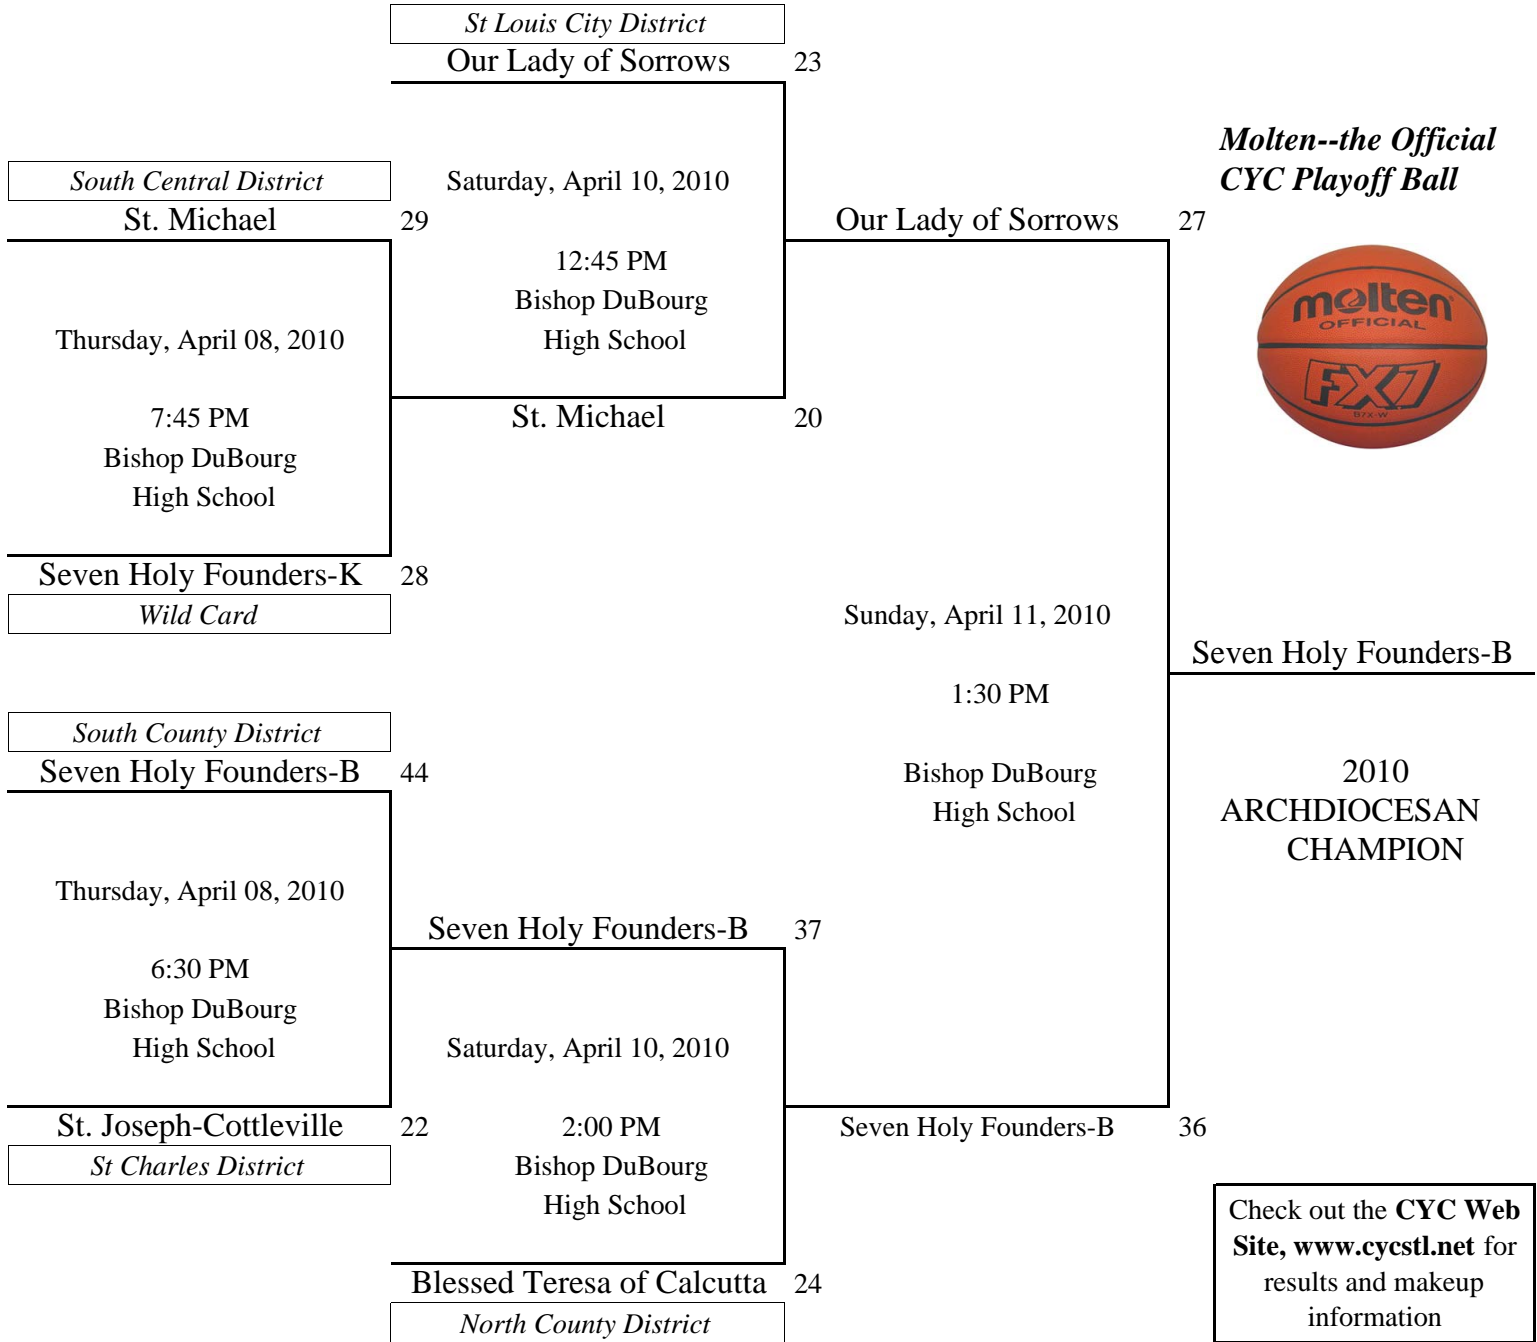 St Louis City District
Our Lady of Sorrows 23
Molten--the Official
CYC Playoff Ball
South Central District
Saturday, April 10, 2010
St. Michael 29
Our Lady of Sorrows 27
12:45 PM
Bishop DuBourg
High School
molten
OFFICIAL
FX7
B7X-W
Thursday, April 08, 2010
7:45 PM
Bishop DuBourg
High School
St. Michael 20
Seven Holy Founders-K 28
Wild Card
Sunday, April 11, 2010
1:30 PM
Bishop DuBourg
High School
Seven Holy Founders-B
2010
ARCHDIOCESAN
CHAMPION
South County District
Seven Holy Founders-B 44
Thursday, April 08, 2010
6:30 PM
Bishop DuBourg
High School
Seven Holy Founders-B 37
Saturday, April 10, 2010
2:00 PM
Bishop DuBourg
High School
St. Joseph-Cottleville 22
St Charles District
Seven Holy Founders-B 36
Blessed Teresa of Calcutta 24
North County District
Check out the CYC Web
Site, www.cycstl.net for
results and makeup
information